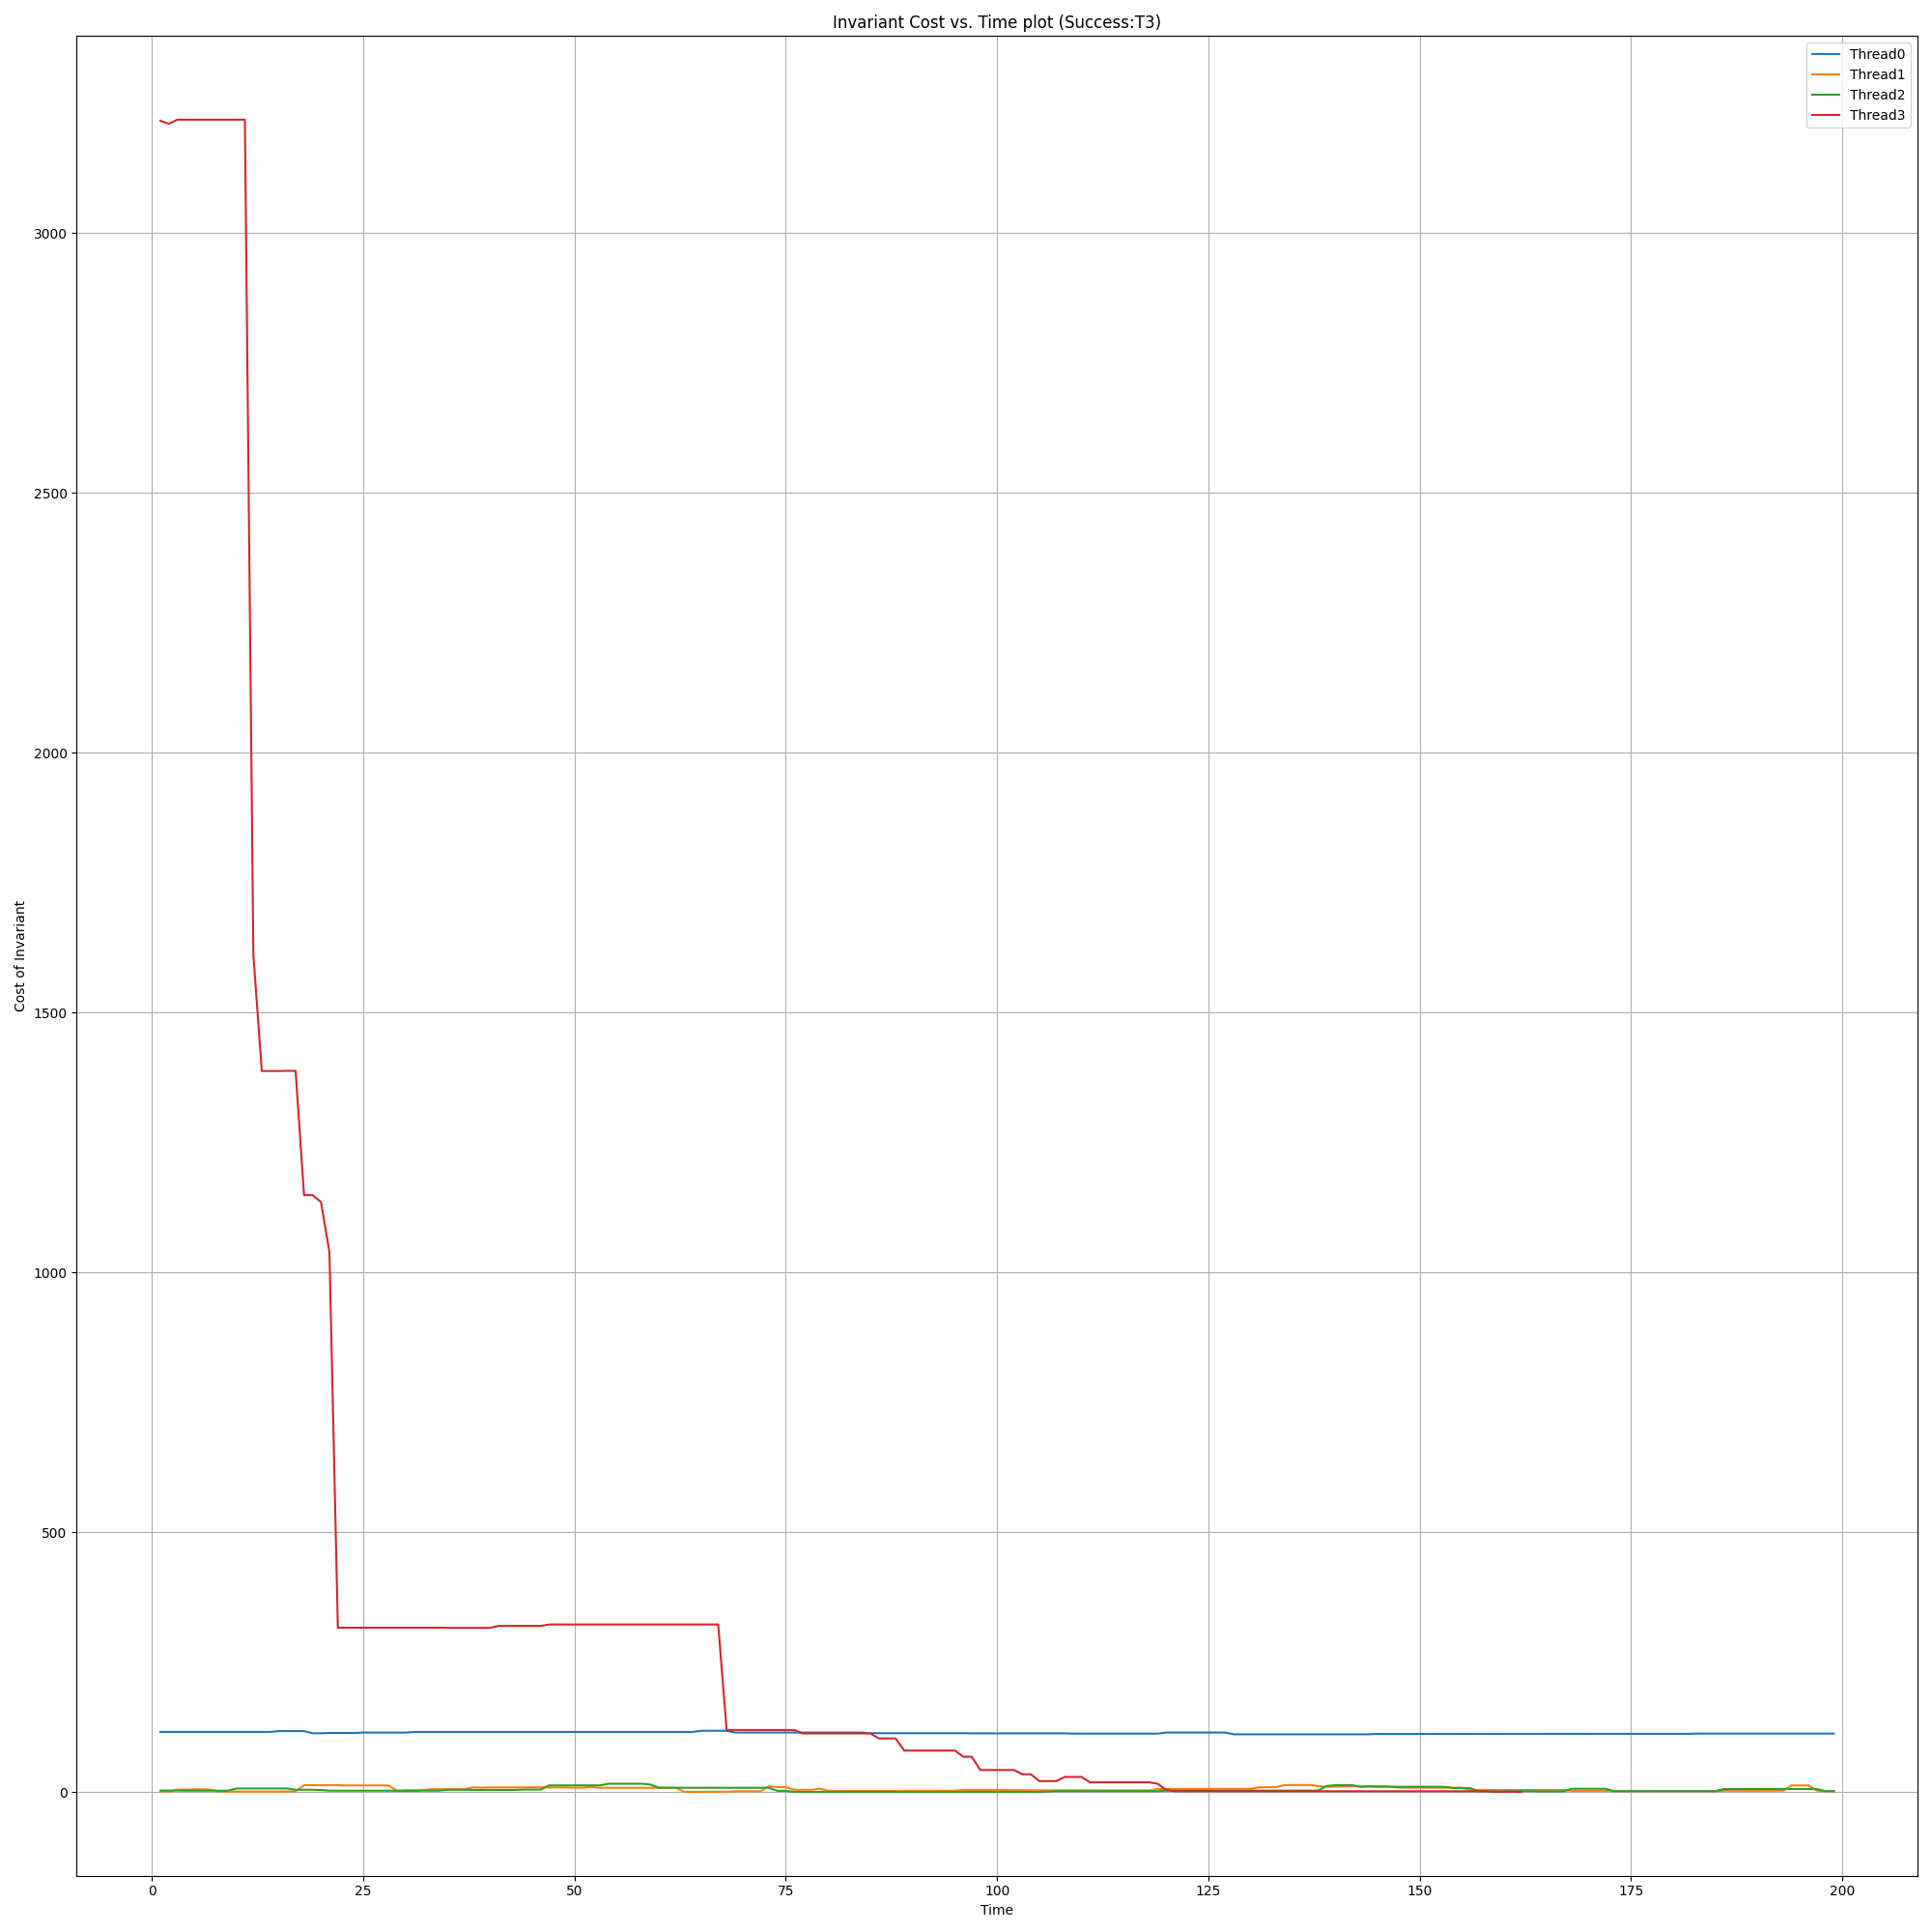 Invariant Cost vs. Time plot (Success:T3)
Thread0
Thread1
Thread2
Thread3
3000
2500
2000
1500
1000
500
0
Cost of Invariant
0 25 50 75 100 125 150 175 200
Time